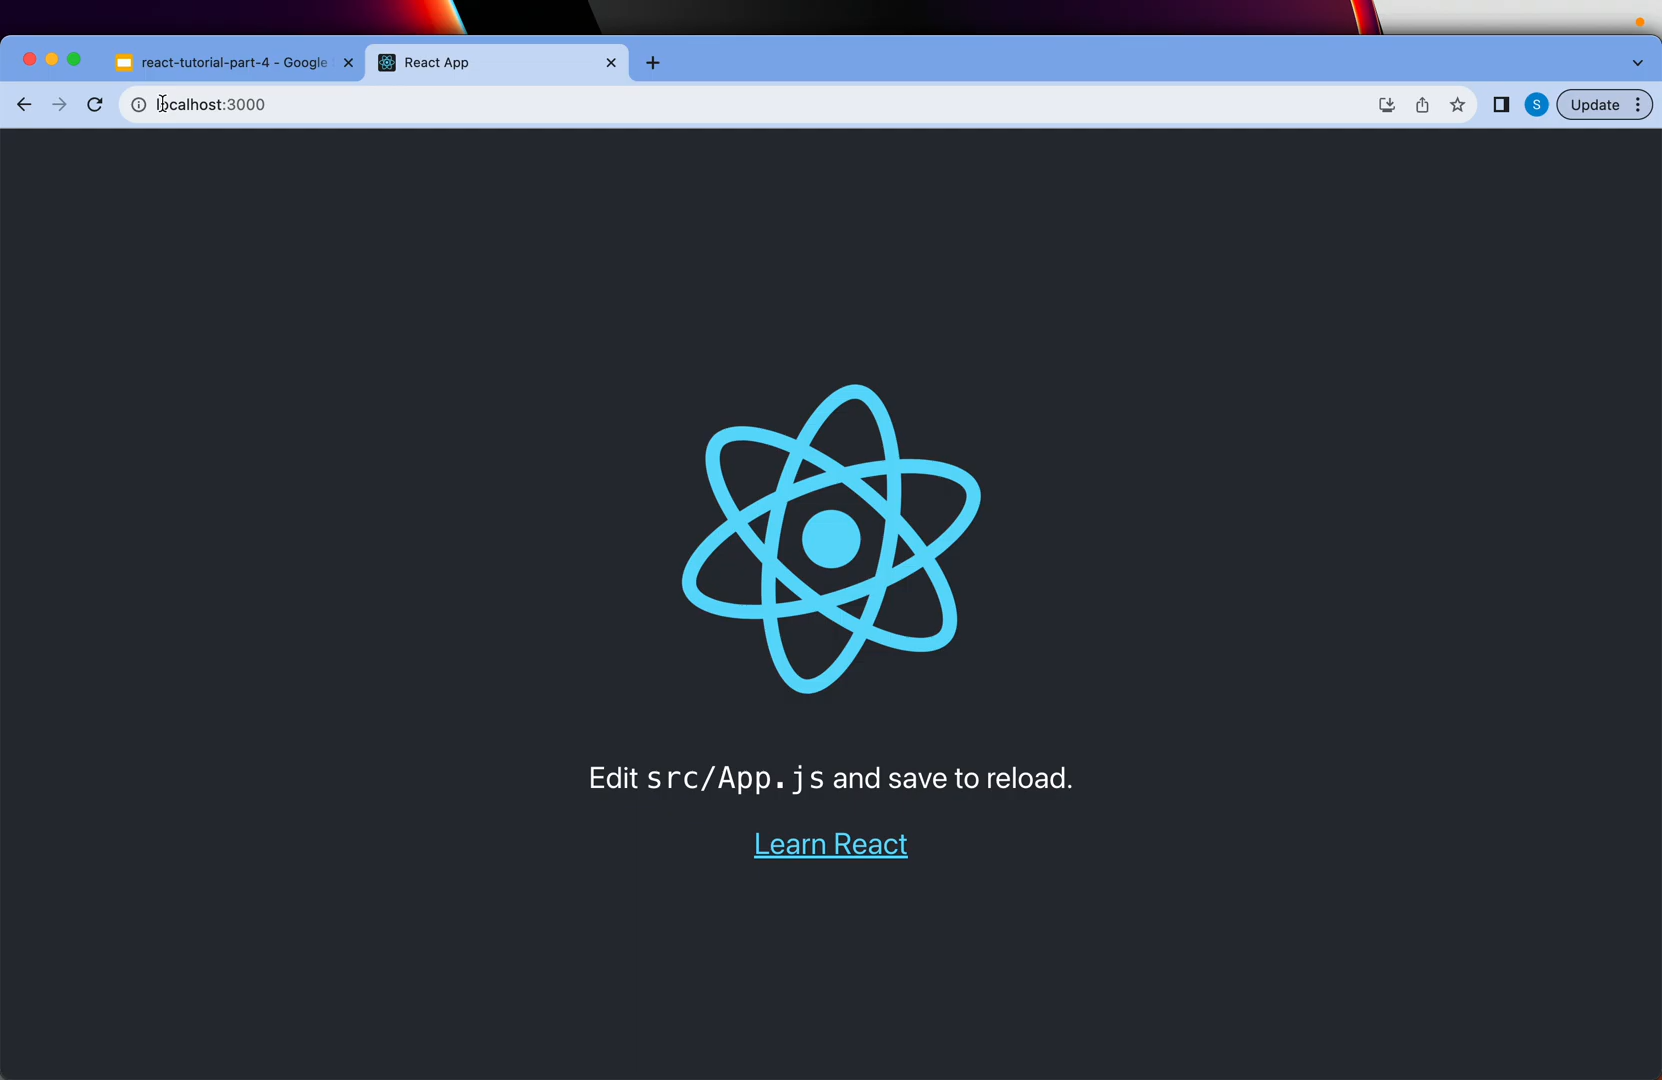 react-tutorial-part-4 - Google
React App
localhost:3000
S
Update
Edit src/App.js and save to reload.
Learn React